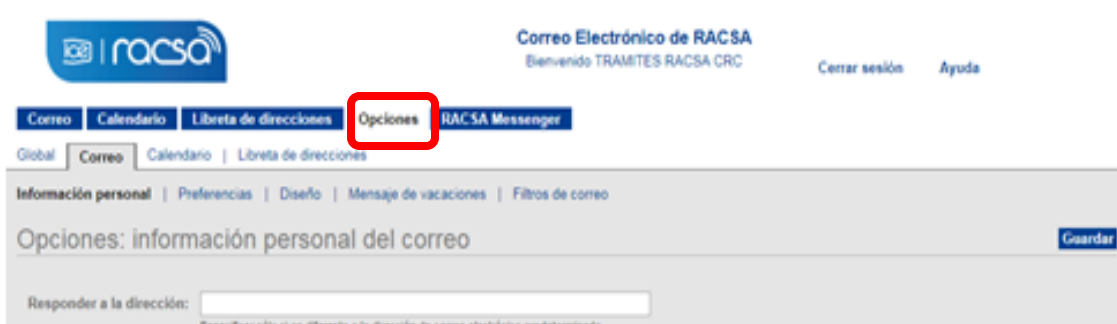 ice | racsa
Correo Electrónico de RACSA
Bienvenido TRAMITES RACSA CRC
Cerrar sesión Ayuda
Correo Calendario Libreta de direcciones Opciones RACSA Messenger
Global Correo Calendario | Libreta de direcciones
Información personal | Preferencias | Diseño | Mensaje de vacaciones | Filtros de correo
Opciones: información personal del correo
Guardar
Responder a la dirección: